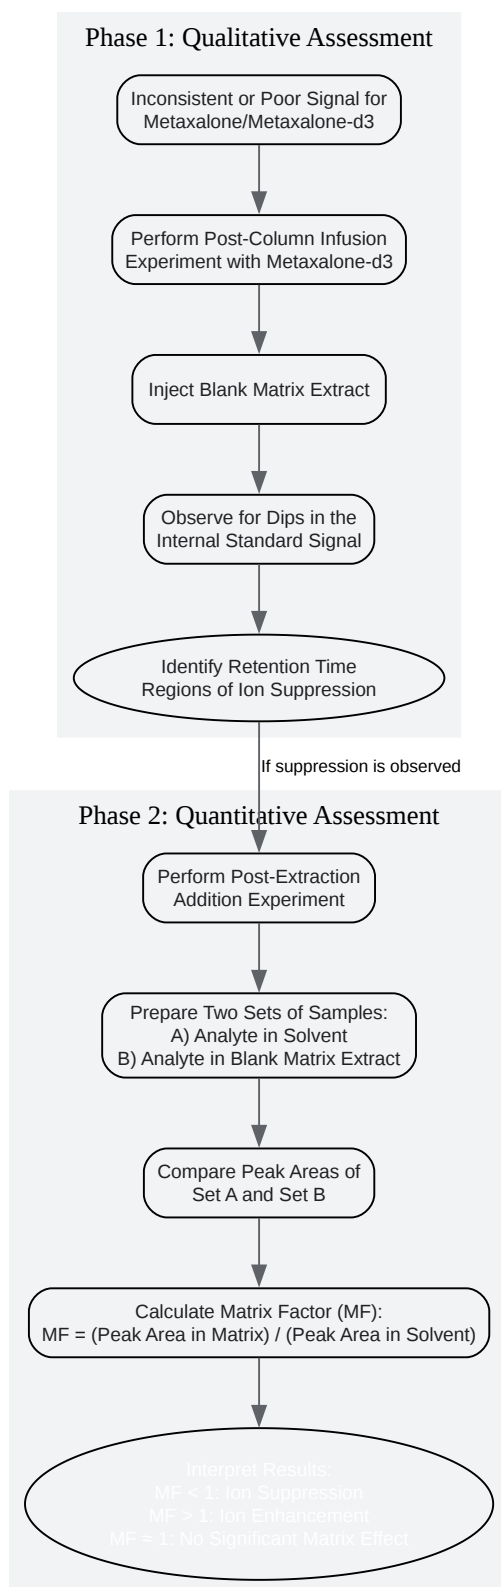 Phase 1: Qualitative Assessment
Inconsistent or Poor Signal for
Metaxalone/Metaxalone-d3
Perform Post-Column Infusion
Experiment with Metaxalone-d3
Inject Blank Matrix Extract
Observe for Dips in the
Internal Standard Signal
Identify Retention Time
Regions of Ion Suppression
If suppression is observed
Phase 2: Quantitative Assessment
Perform Post-Extraction
Addition Experiment
Prepare Two Sets of Samples:
A) Analyte in Solvent
B) Analyte in Blank Matrix Extract
Compare Peak Areas of
Set A and Set B
Calculate Matrix Factor (MF):
MF = (Peak Area in Matrix) / (Peak Area in Solvent)
Interpret Results:
MF < 1: Ion Suppression
MF > 1: Ion Enhancement
MF = 1: No Significant Matrix Effect